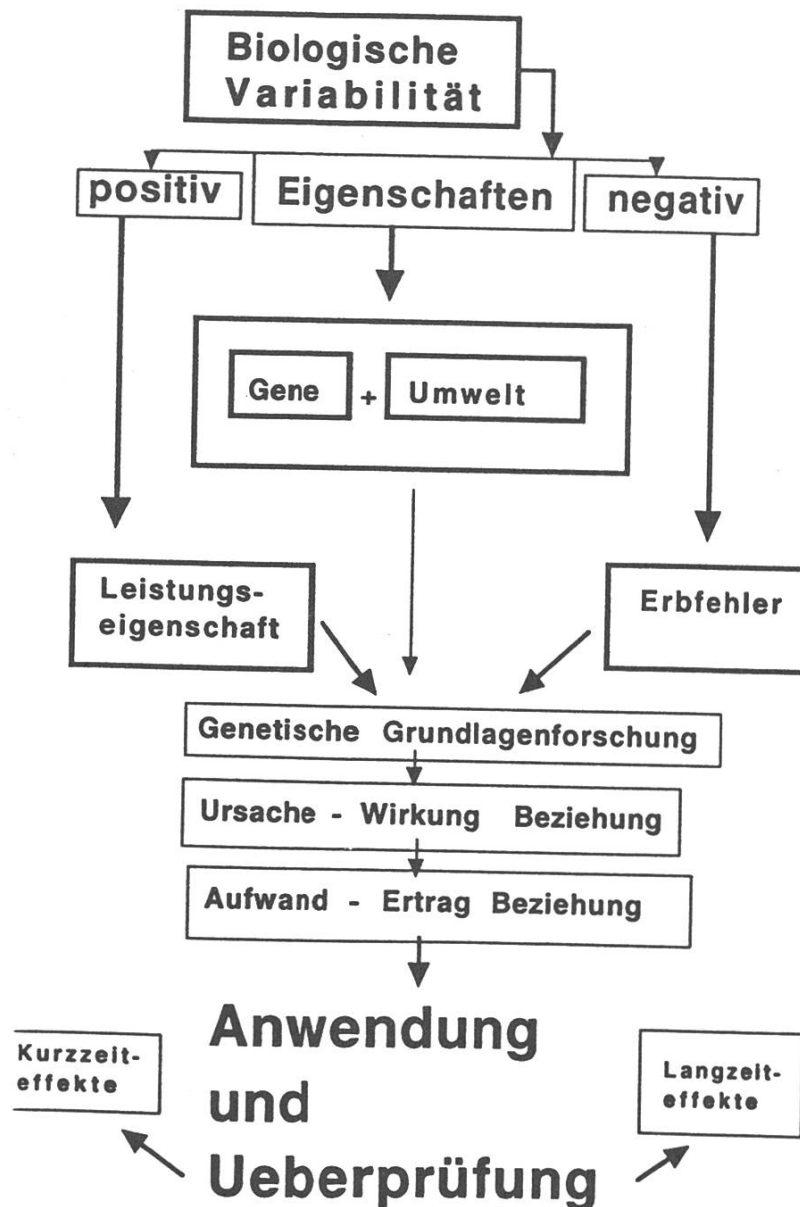 Biologische
Variabilität
positiv
Eigenschaften
negativ
Gene + Umwelt
Leistungs-
eigenschaft
Erbfehler
Genetische Grundlagenforschung
Ursache - Wirkung Beziehung
Aufwand - Ertrag Beziehung
Anwendung
und
Ueberprüfung
Kurzzeit-
effekte
Langzeit-
effekte